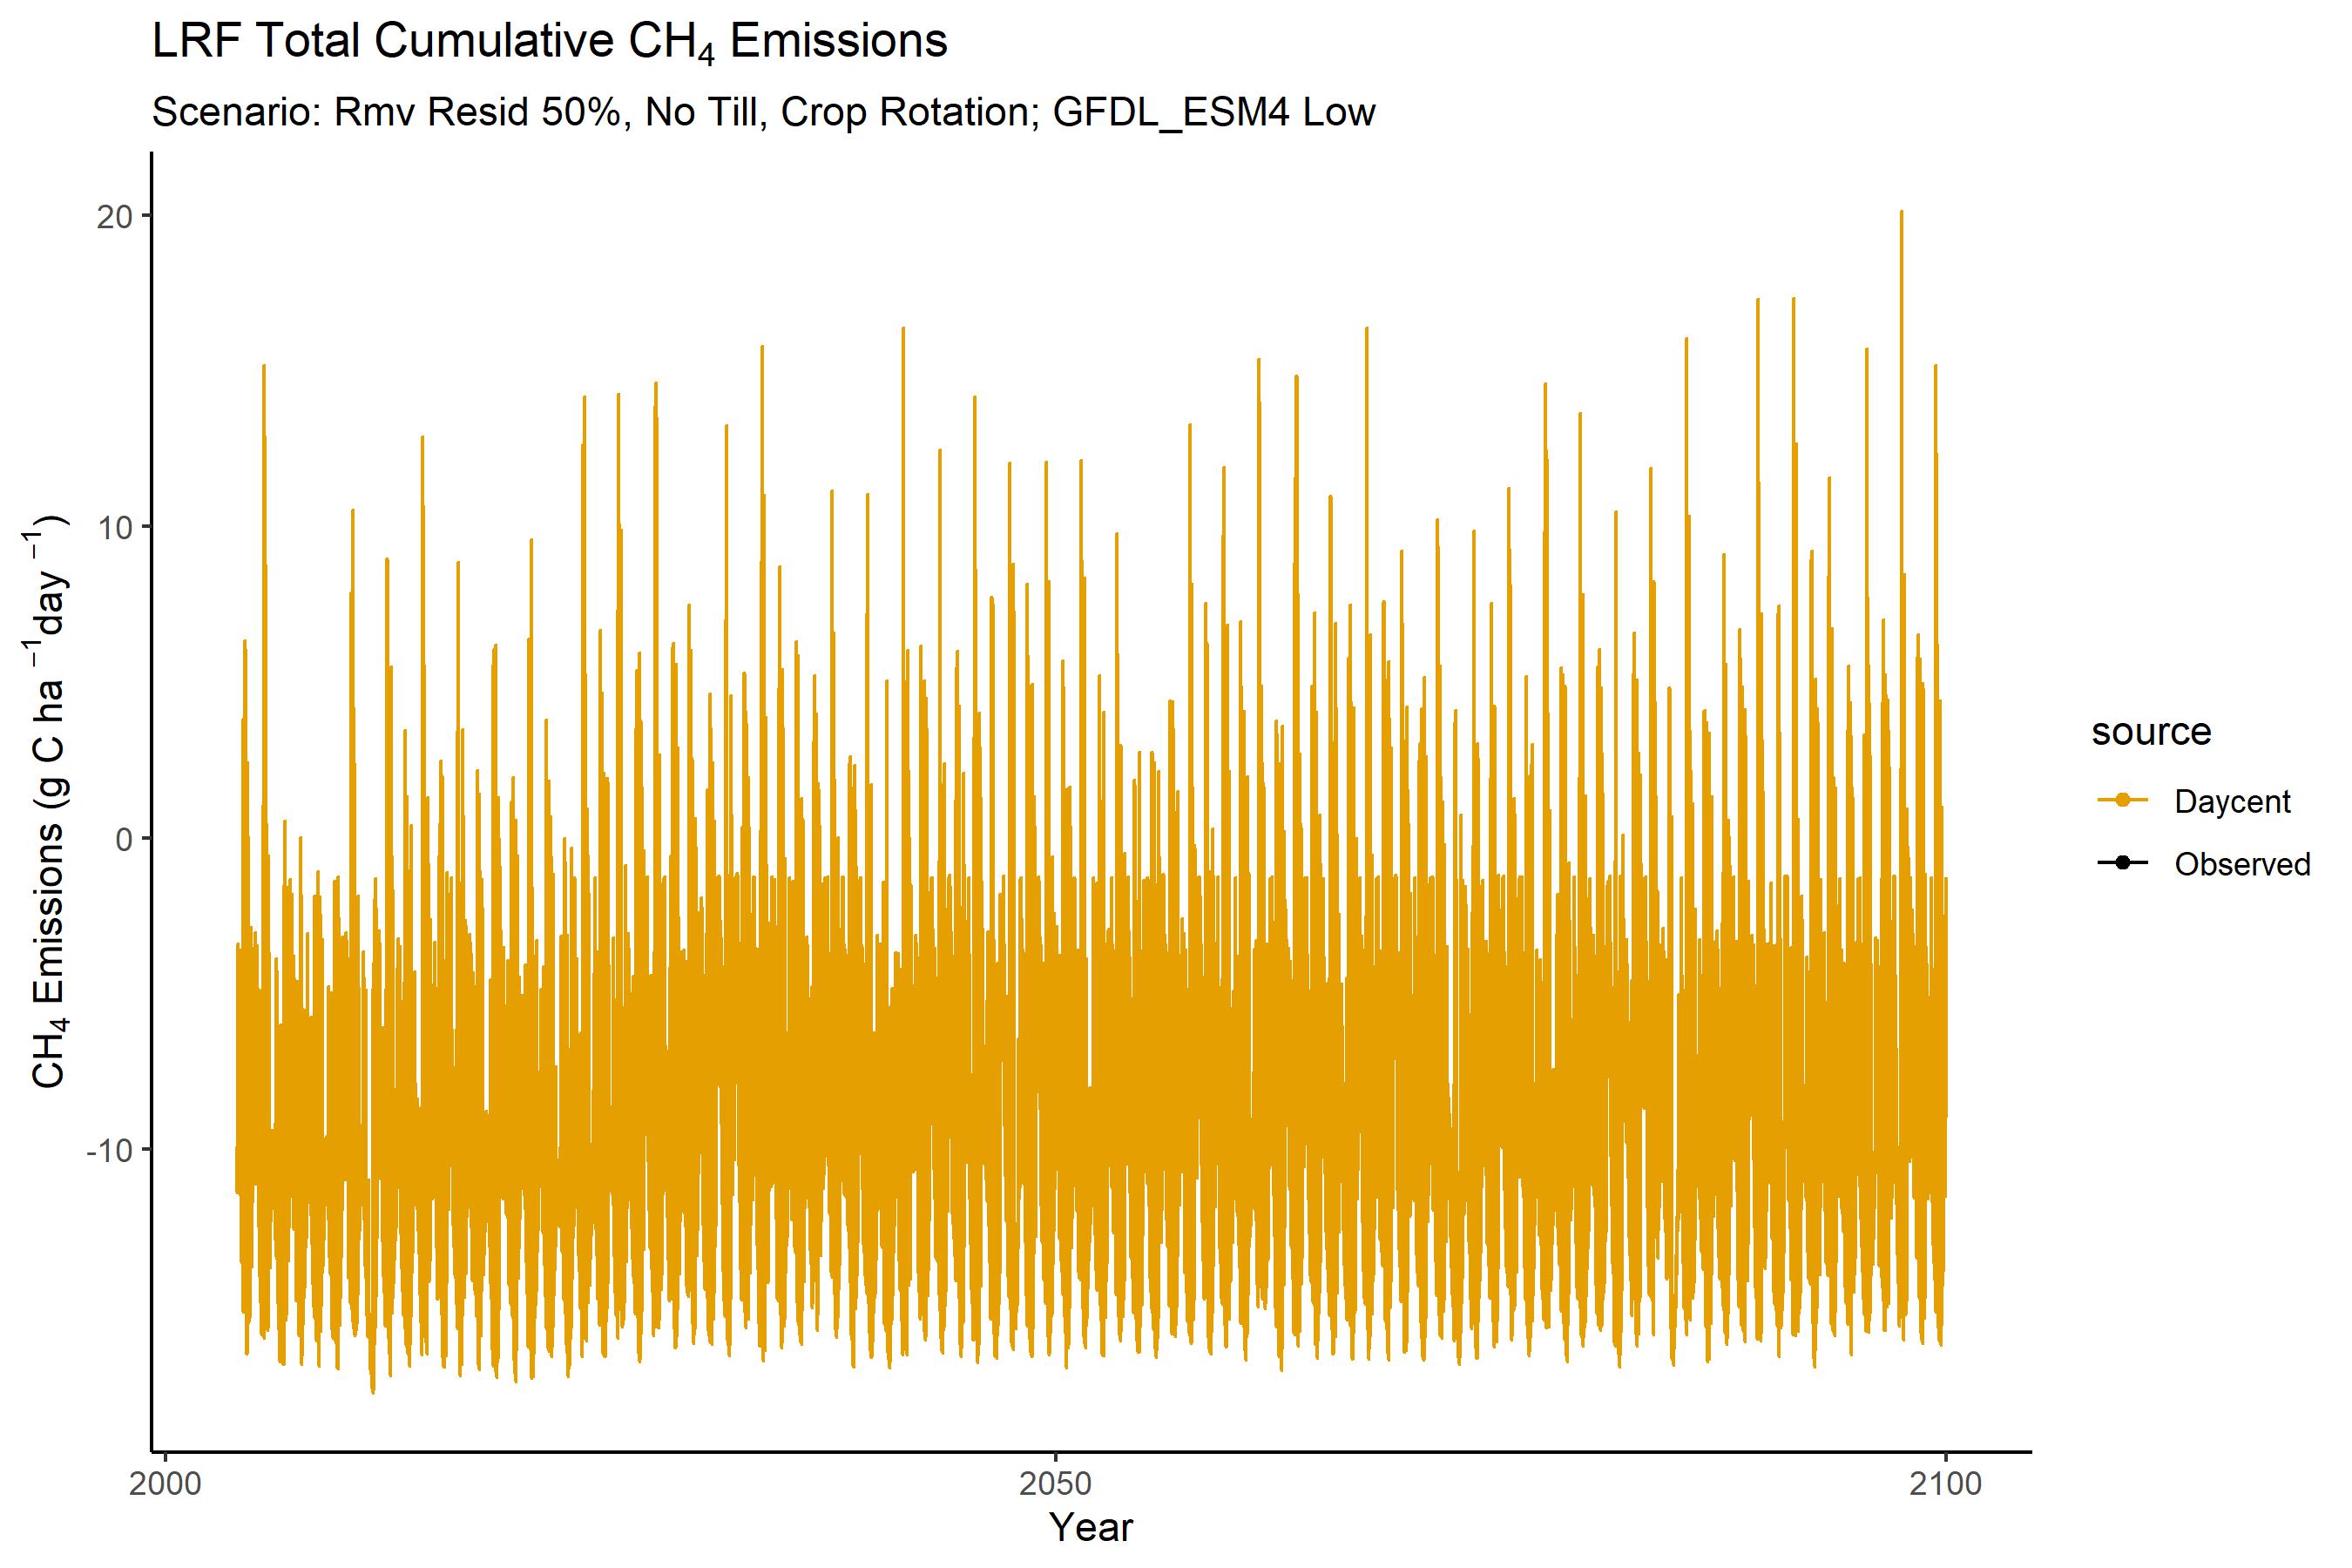 LRF Total Cumulative CH₄ Emissions
Scenario: Rmv Resid 50%, No Till, Crop Rotation; GFDL_ESM4 Low
CH₄ Emissions (g C ha ⁻¹day ⁻¹)
20
10
0
-10
2000 2050 2100
Year
source
Daycent
Observed